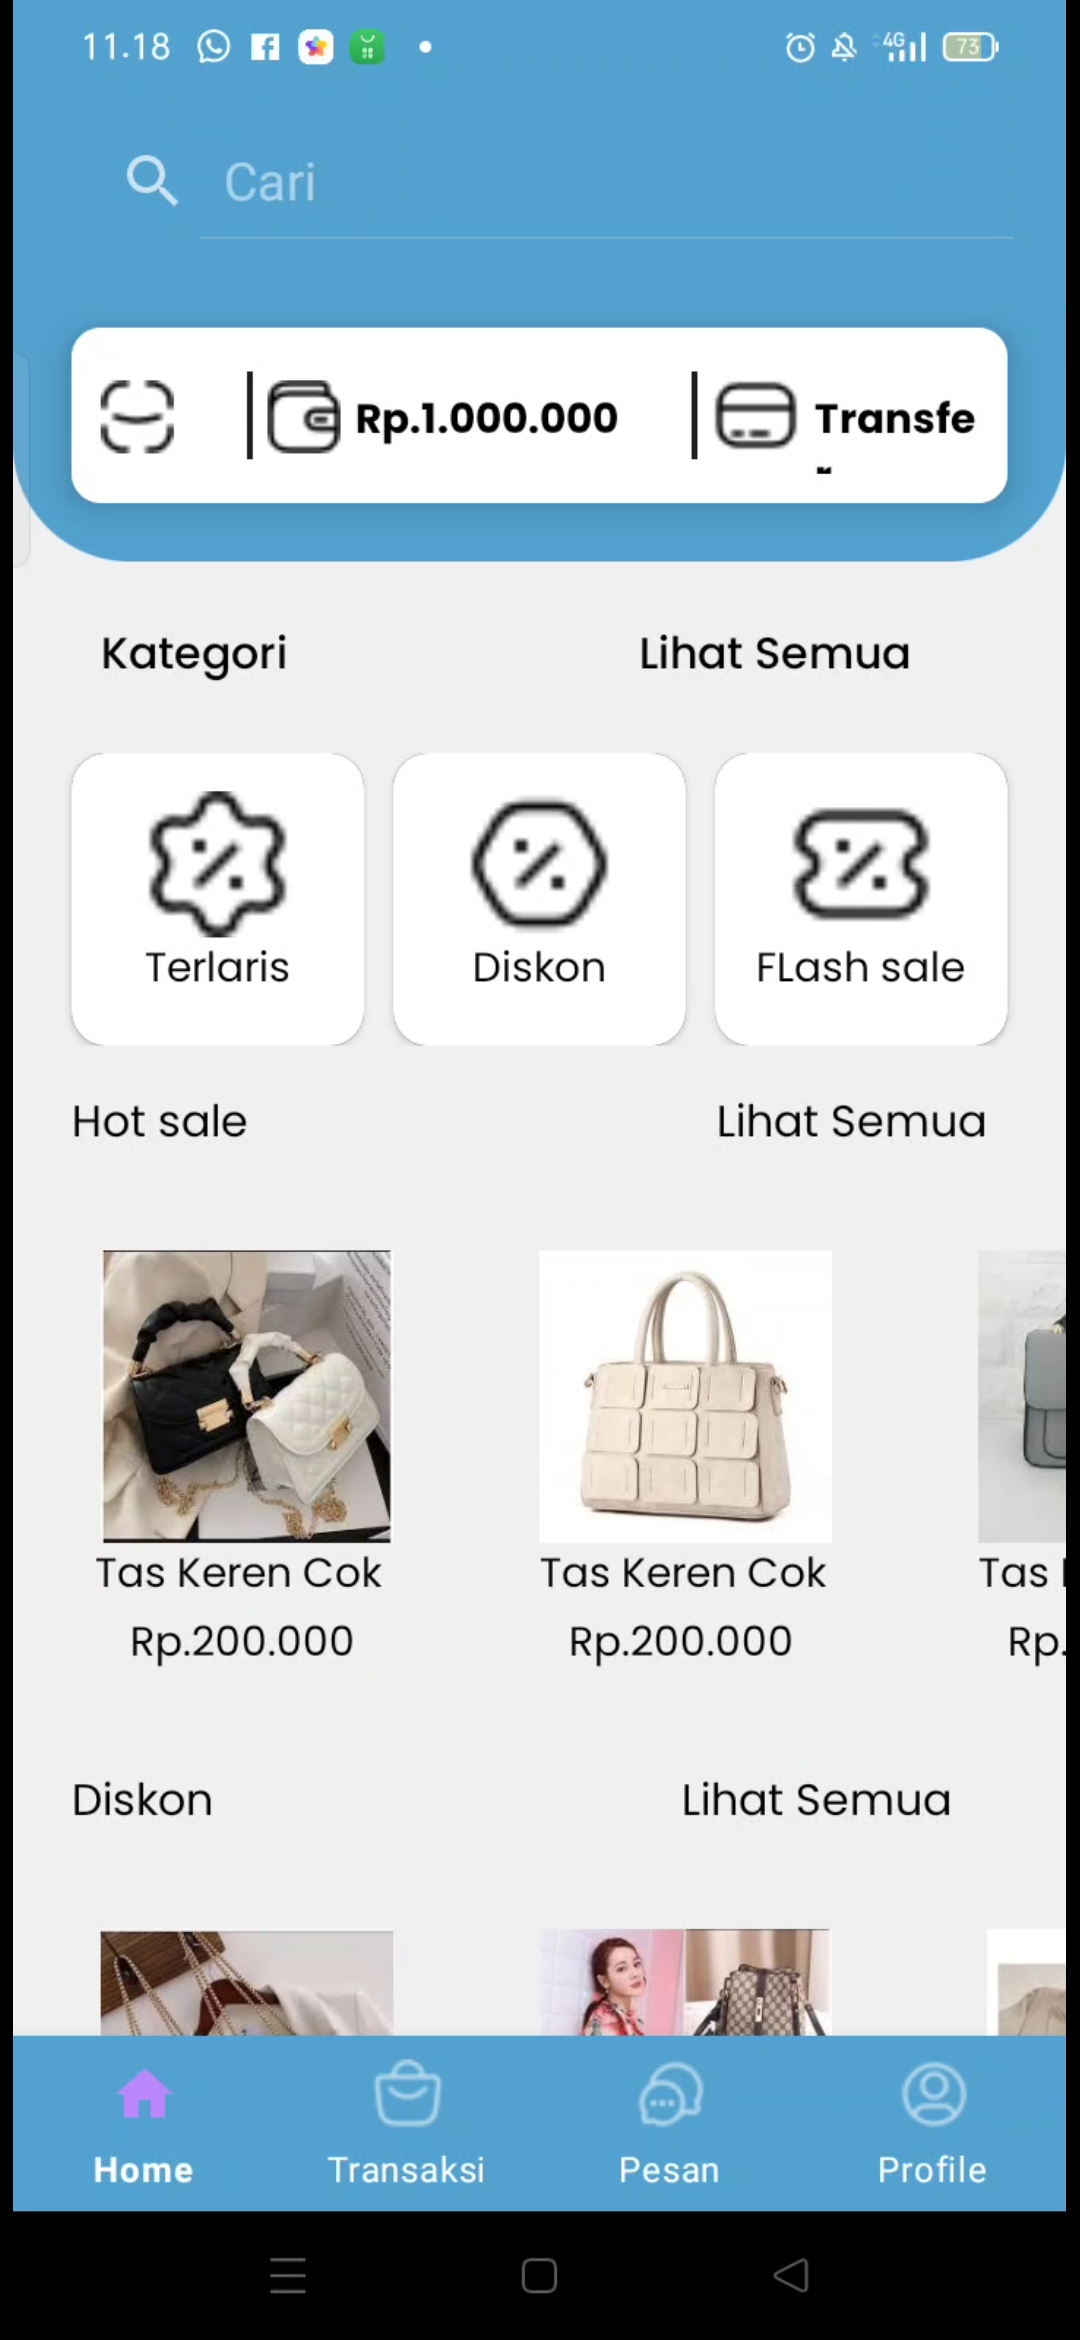 11.18
4G
73
Cari
Rp.1.000.000
Transfe
r
Kategori
Lihat Semua
Terlaris
Diskon
FLash sale
Hot sale
Lihat Semua
Tas Keren Cok
Tas Keren Cok
Tas
Rp.200.000
Rp.200.000
Rp.
Diskon
Lihat Semua
Home
Transaksi
Pesan
Profile